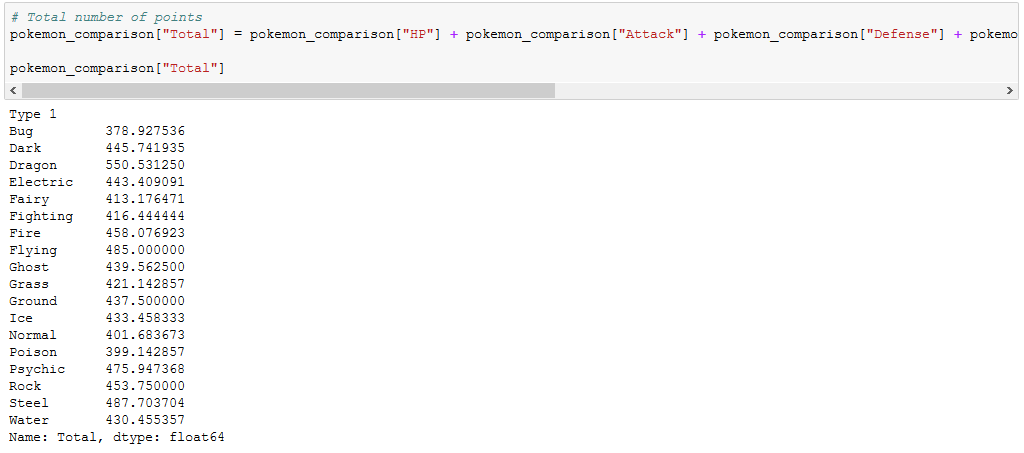 # Total number of points
pokemon_comparison["Total"] = pokemon_comparison["HP"] + pokemon_comparison["Attack"] + pokemon_comparison["Defense"] + pokemo
pokemon_comparison["Total"]
Type 1
Bug 378.927536
Dark 445.741935
Dragon 550.531250
Electric 443.409091
Fairy 413.176471
Fighting 416.444444
Fire 458.076923
Flying 485.000000
Ghost 439.562500
Grass 421.142857
Ground 437.500000
Ice 433.458333
Normal 401.683673
Poison 399.142857
Psychic 475.947368
Rock 453.750000
Steel 487.703704
Water 430.455357
Name: Total, dtype: float64